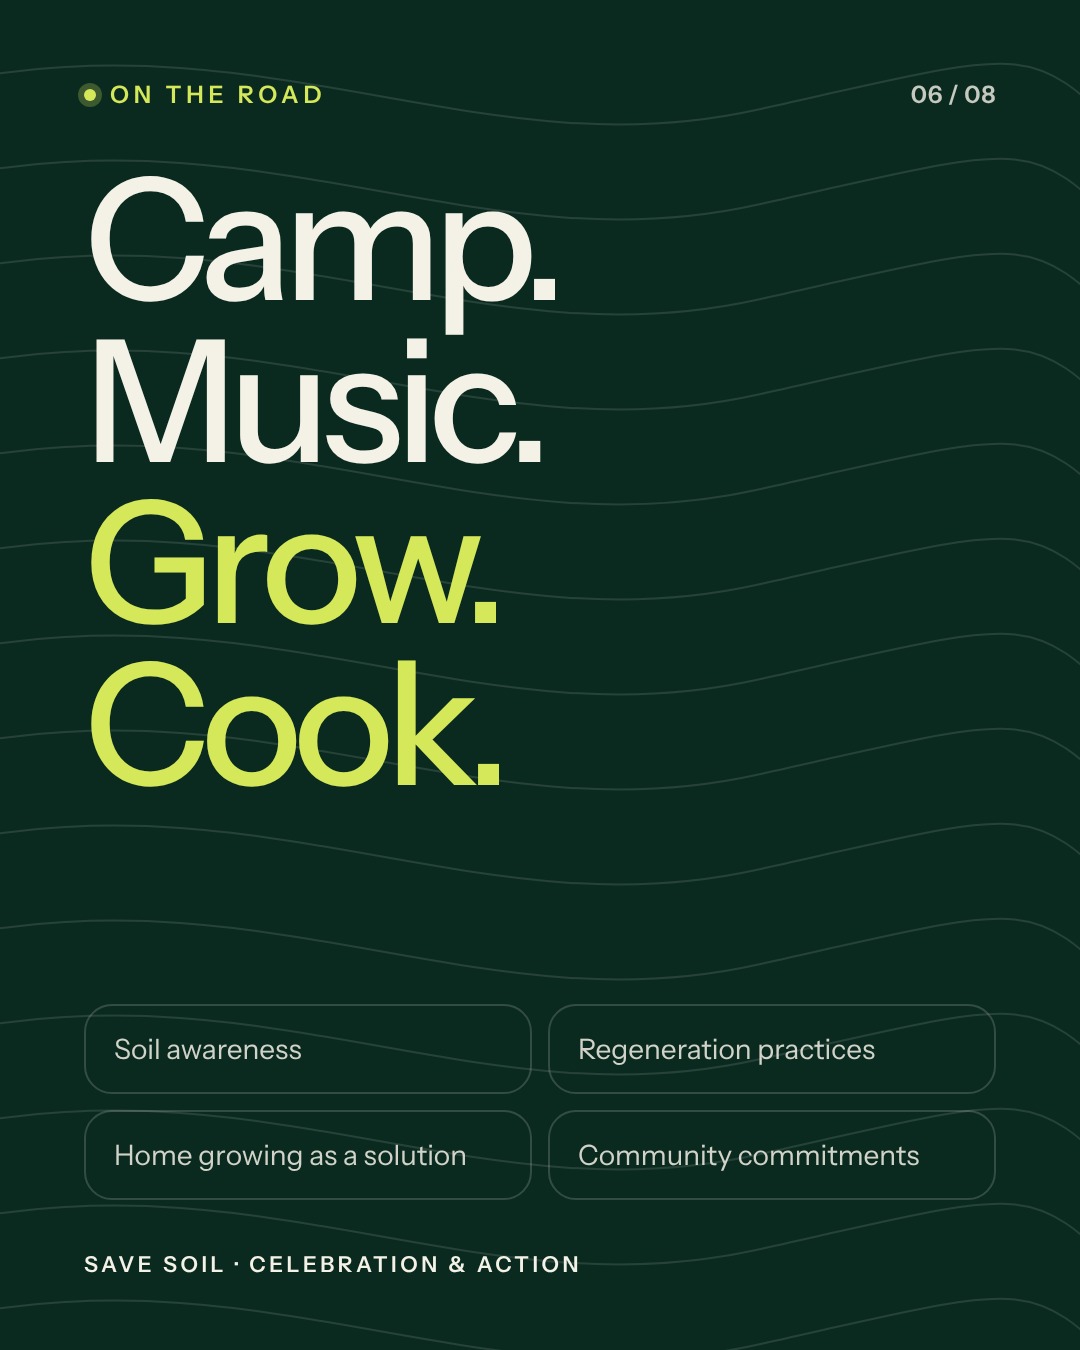 ON THE ROAD
06 / 08
Camp.
Music.
Grow.
Cook.
Soil awareness
Regeneration practices
Home growing as a solution
Community commitments
SAVE SOIL · CELEBRATION & ACTION